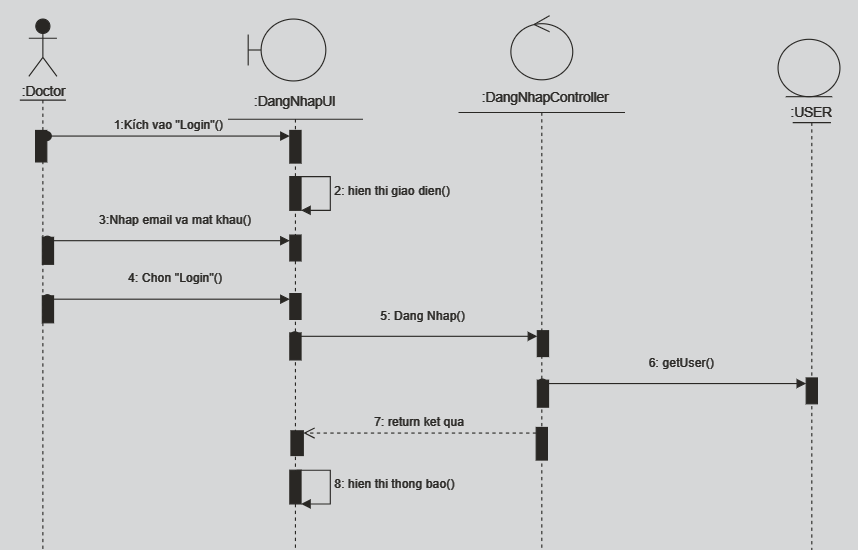 :Doctor
:DangNhapUI
:DangNhapController
:USER
1:Kích vao "Login"()
2: hien thi giao dien()
3:Nhap email va mat khau()
4: Chon "Login"()
5: Dang Nhap()
6: getUser()
7: return ket qua
8: hien thi thong bao()